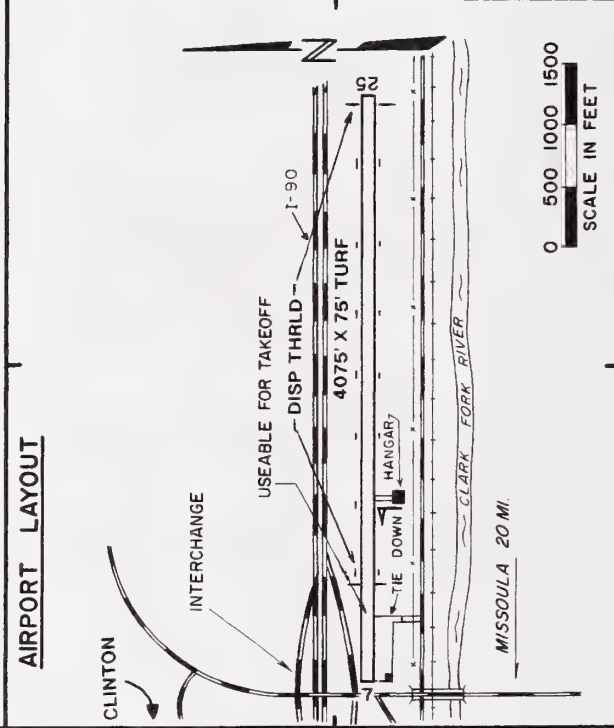 AIRPORT LAYOUT
CLINTON
INTERCHANGE
USEABLE FOR TAKEOFF
DISP THRLD
I-90
N
4075' X 75' TURF
7
25
TIE DOWN
HANGAR
CLARK FORK RIVER
MISSOULA 20 MI.
0 500 1000 1500
SCALE IN FEET